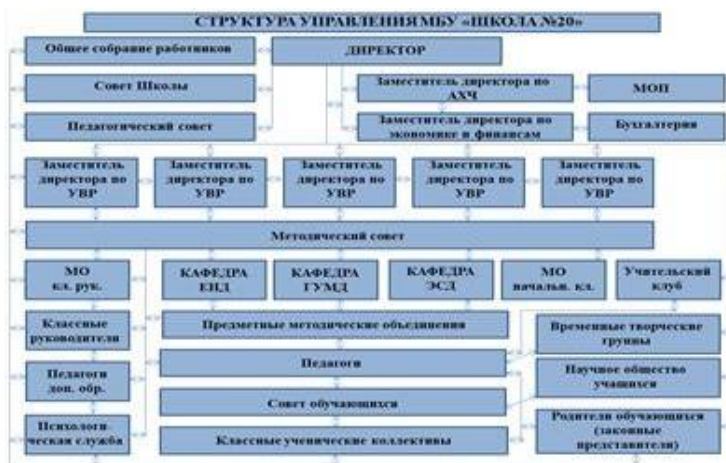 СТРУКТУРА УПРАВЛЕНИЯ МБУ «ШКОЛА №20»
Общее собрание работников
ДИРЕКТОР
Совет Школы
Заместитель директора по
АХЧ
МОП
Педагогический совет
Заместитель директора по
экономике и финансам
Бухгалтерия
Заместитель
директора по
УВР
Заместитель
директора по
УВР
Заместитель
директора по
УВР
Заместитель
директора по
УВР
Заместитель
директора по
УВР
Методический совет
МО
кл. рук.
КАФЕДРА
ЕНД
КАФЕДРА
ГУМД
КАФЕДРА
ЭСД
МО
начальн. кл.
Учительский
клуб
Классные
руководители
Предметные методические объединения
Временные творческие
группы
Педагоги
Педагоги
доп. обр.
Научное общество
учащихся
Совет обучающихся
Психологи-
ческая служба
Классные ученические коллективы
Родители обучающихся
(законные
представители)